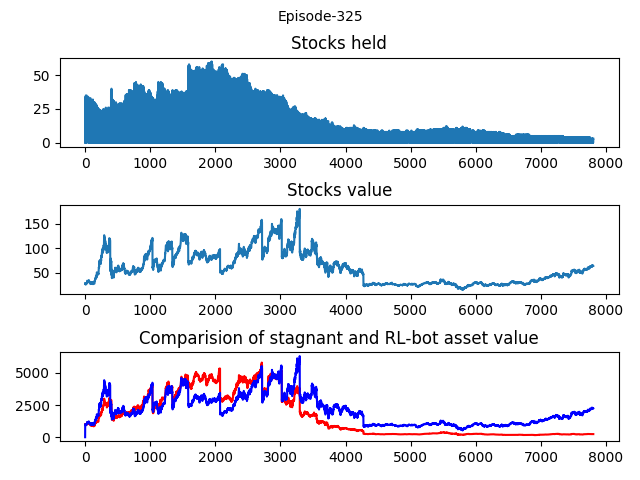 Episode-325
Stocks held
50
25
0
0 1000 2000 3000 4000 5000 6000 7000 8000
Stocks value
150
100
50
0 1000 2000 3000 4000 5000 6000 7000 8000
Comparision of stagnant and RL-bot asset value
5000
2500
0
0 1000 2000 3000 4000 5000 6000 7000 8000